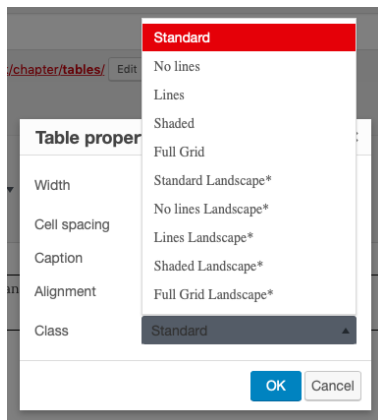 Standard
No lines
/chapter/tables/ Edit
Lines
Shaded
Table proper
Full Grid
Width
Standard Landscape*
No lines Landscape*
Cell spacing
Lines Landscape*
Caption
Shaded Landscape*
Alignment
Full Grid Landscape*
an
Class
Standard
OK
Cancel